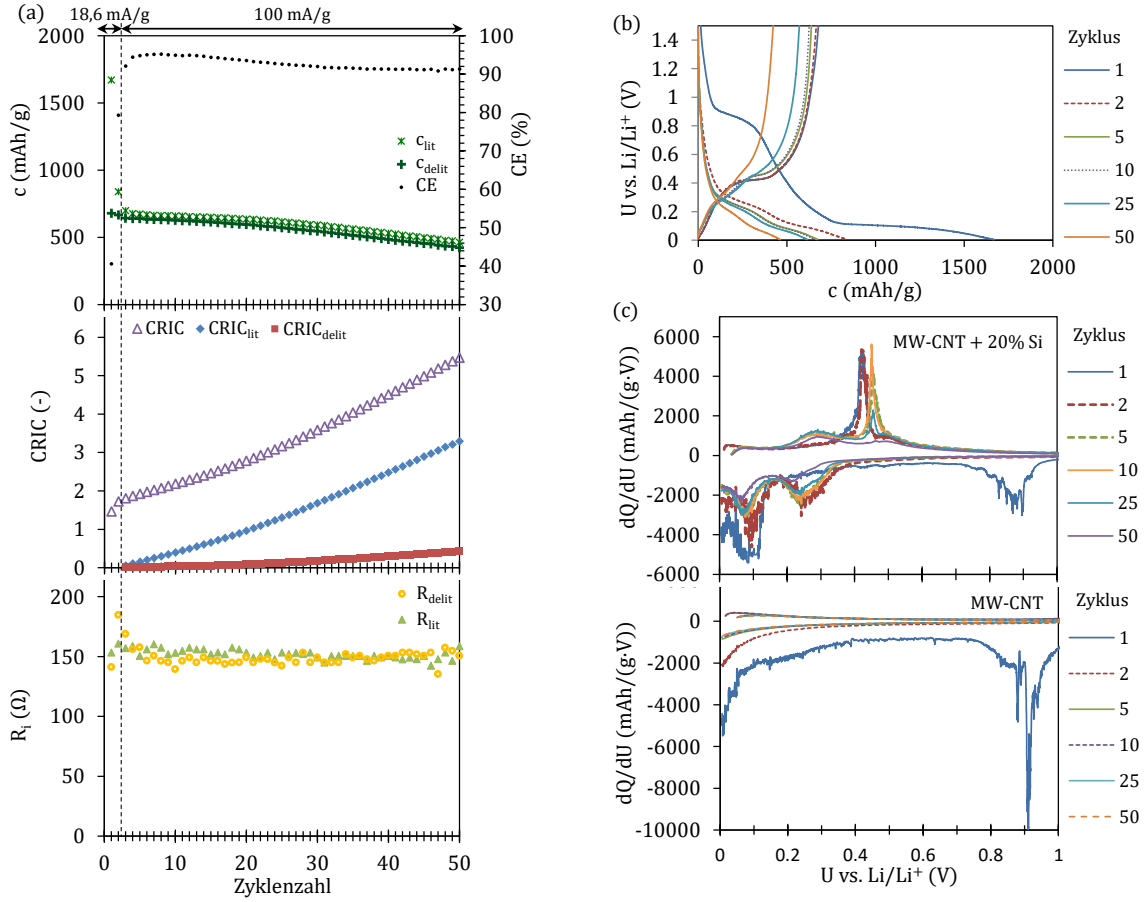 (a)
18,6 mA/g
100 mA/g
2000
1500
1000
500
0
c (mAh/g)
100
90
80
70
60
50
40
30
CE (%)
c_lit
c_delit
CE
CRIC
CRIC_lit
CRIC_delit
6
5
4
3
2
1
0
CRIC (-)
R_delit
R_lit
200
150
100
50
0
R_i (Ω)
0
10
20
30
40
50
Zyklenzahl
(b)
1.4
1.2
1
0.8
0.6
0.4
0.2
0
U vs. Li/Li⁺ (V)
0
500
1000
1500
2000
c (mAh/g)
Zyklus
1
2
5
10
25
50
(c)
MW-CNT + 20% Si
6000
4000
2000
0
-2000
-4000
-6000
dQ/dU (mAh/(g·V))
Zyklus
1
2
5
10
25
50
MW-CNT
0
-2000
-4000
-6000
-8000
-10000
dQ/dU (mAh/(g·V))
0
0.2
0.4
0.6
0.8
1
U vs. Li/Li⁺ (V)
Zyklus
1
2
5
10
25
50